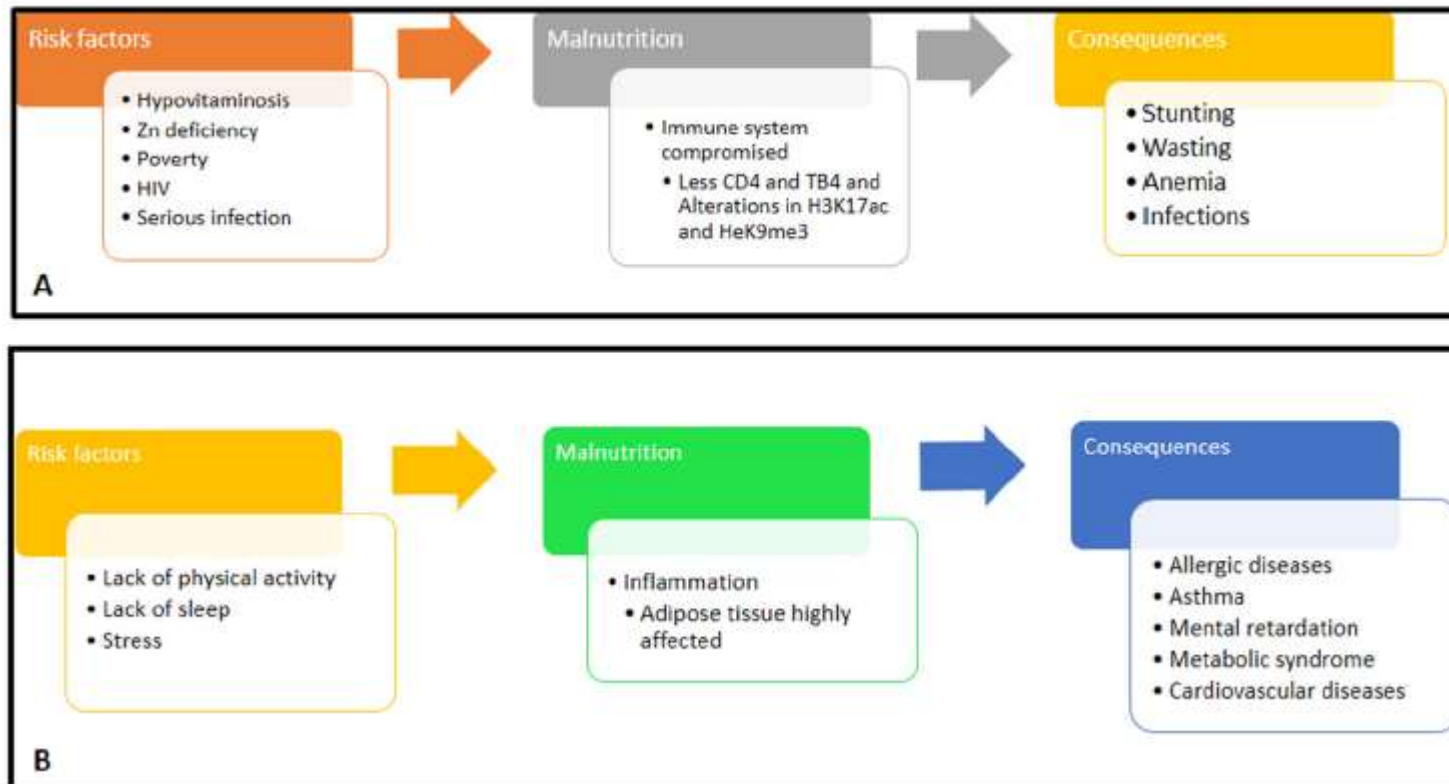 Risk factors
• Hypovitaminosis
• Zn deficiency
• Poverty
• HIV
• Serious infection
Malnutrition
• Immune system
compromised
• Less CD4 and TB4 and
Alterations in H3K17ac
and HeK9me3
Consequences
• Stunting
• Wasting
• Anemia
• Infections
A
Risk factors
• Lack of physical activity
• Lack of sleep
• Stress
Malnutrition
• Inflammation
• Adipose tissue highly
affected
Consequences
• Allergic diseases
• Asthma
• Mental retardation
• Metabolic syndrome
• Cardiovascular diseases
B